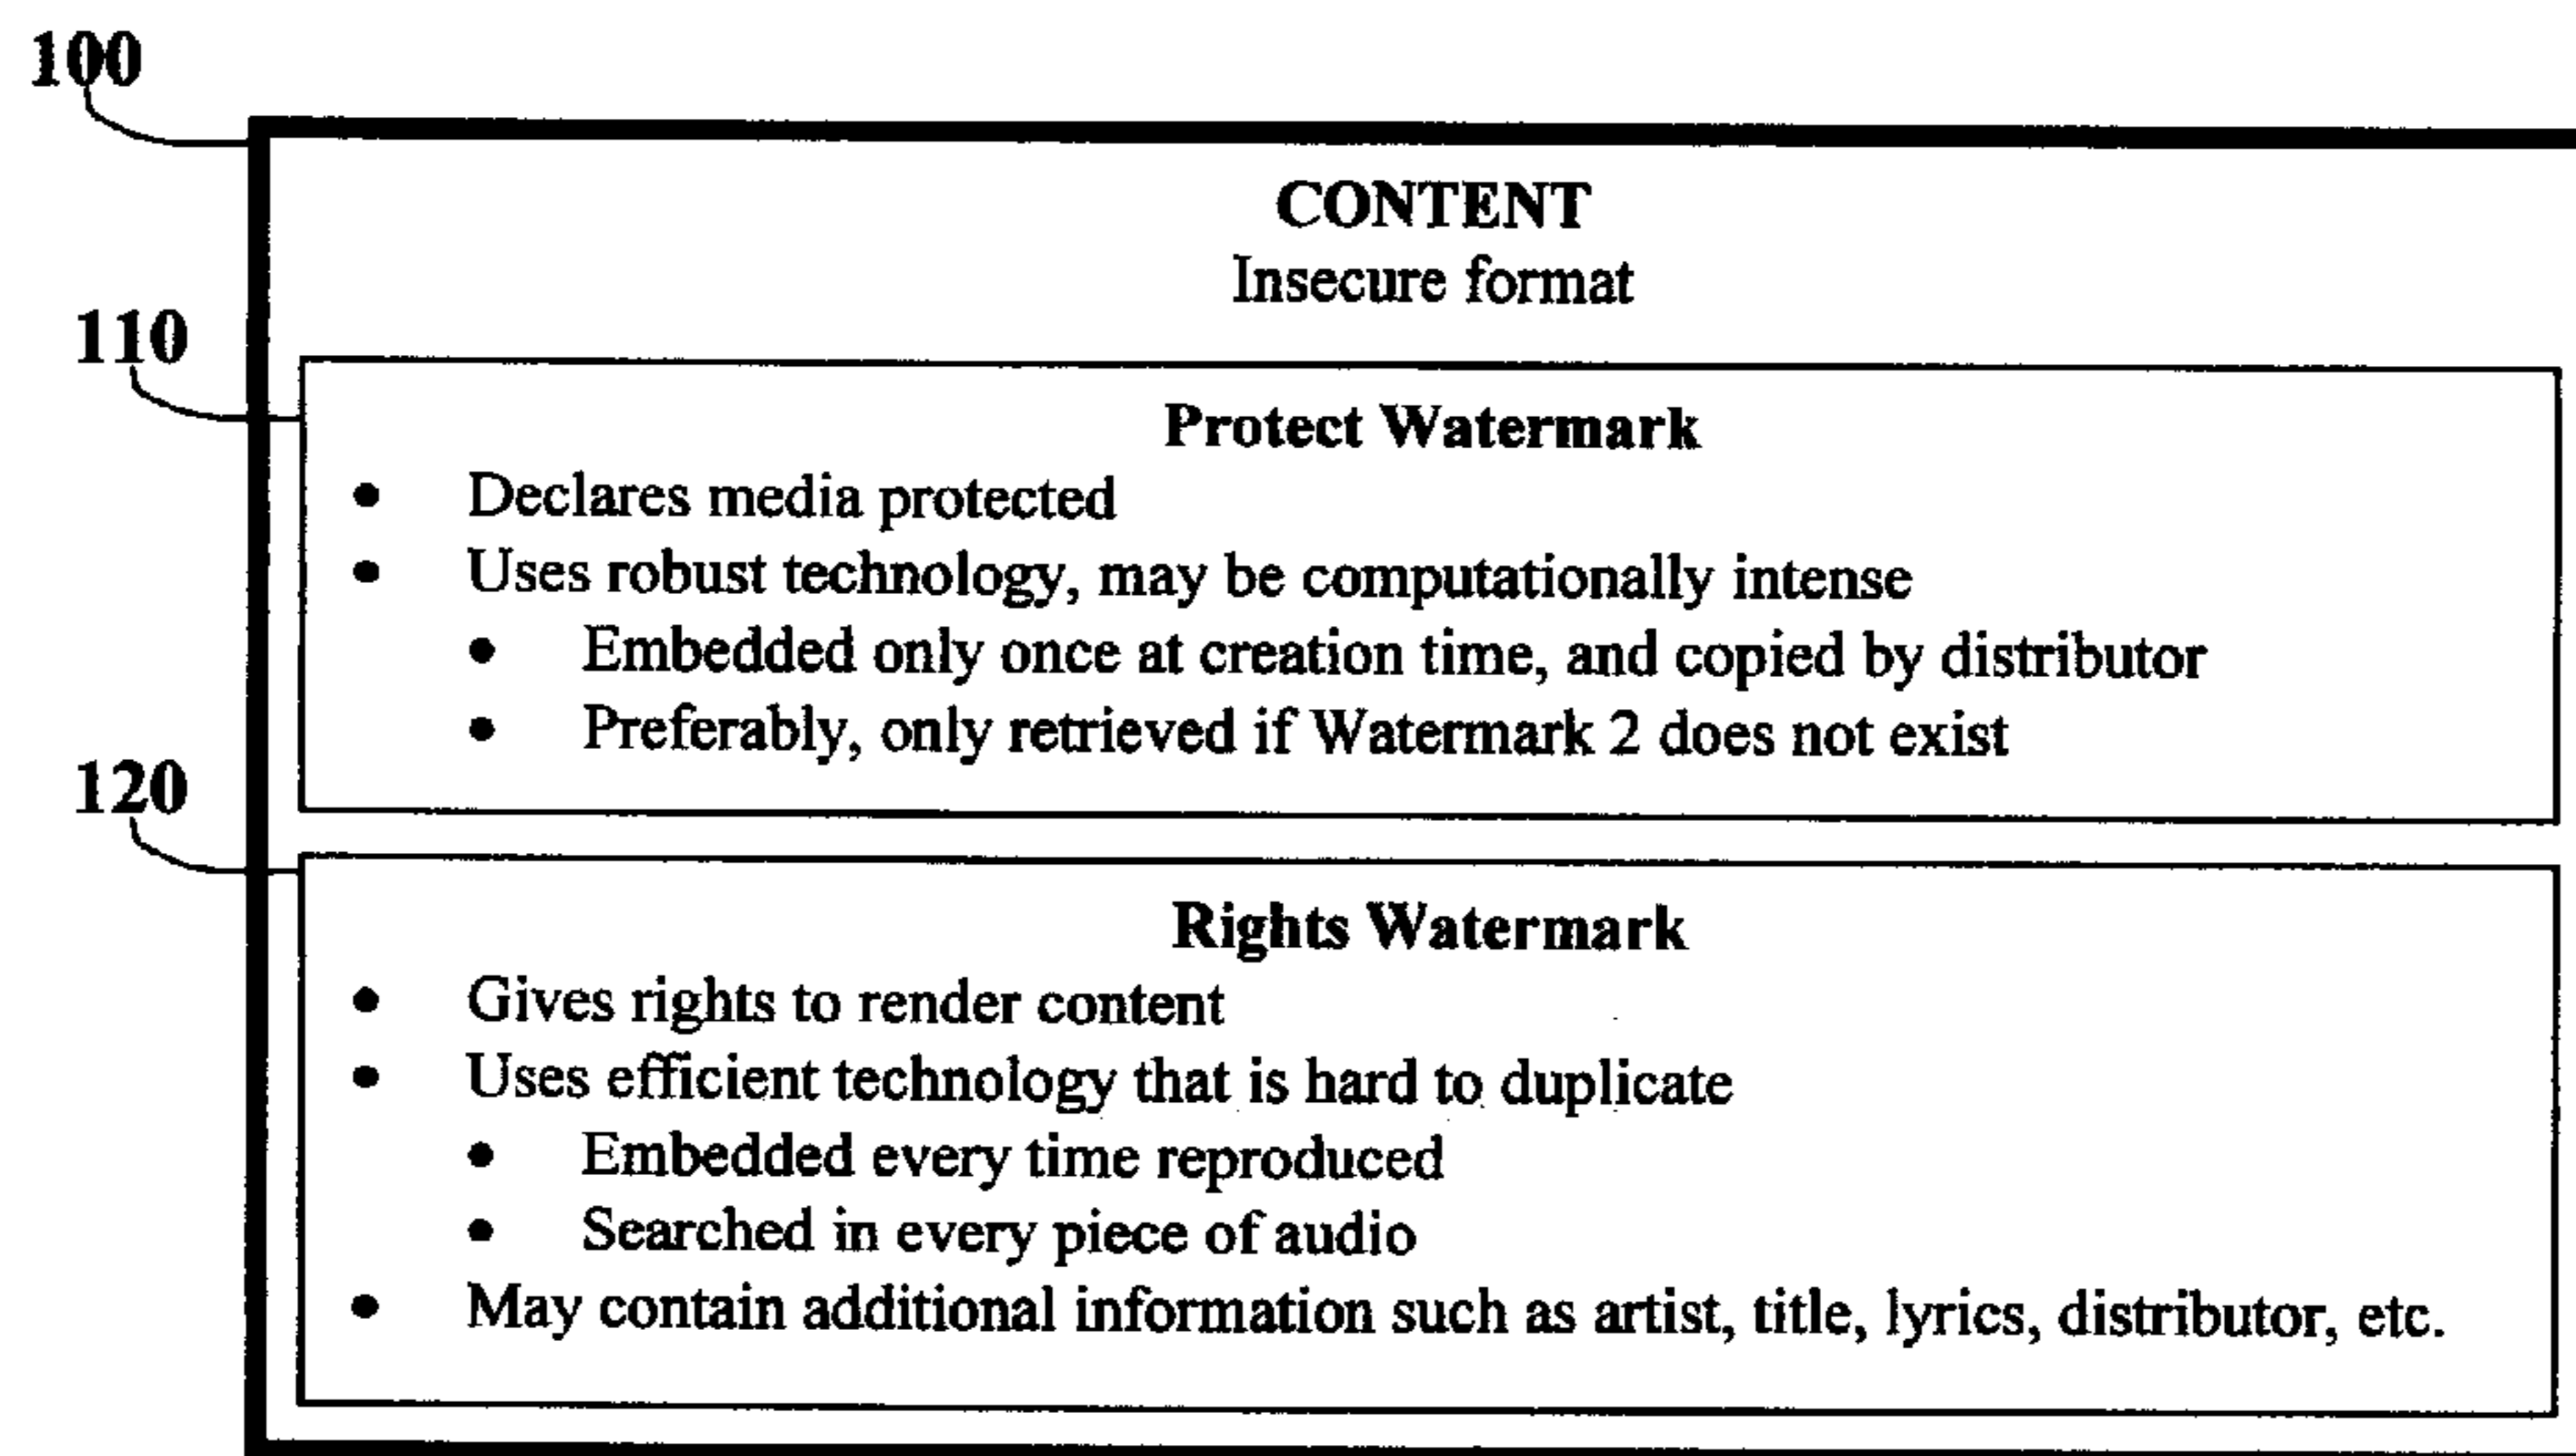 100
CONTENT
Insecure format
110
Protect Watermark
• Declares media protected
• Uses robust technology, may be computationally intense
• Embedded only once at creation time, and copied by distributor
• Preferably, only retrieved if Watermark 2 does not exist
120
Rights Watermark
• Gives rights to render content
• Uses efficient technology that is hard to duplicate
• Embedded every time reproduced
• Searched in every piece of audio
• May contain additional information such as artist, title, lyrics, distributor, etc.